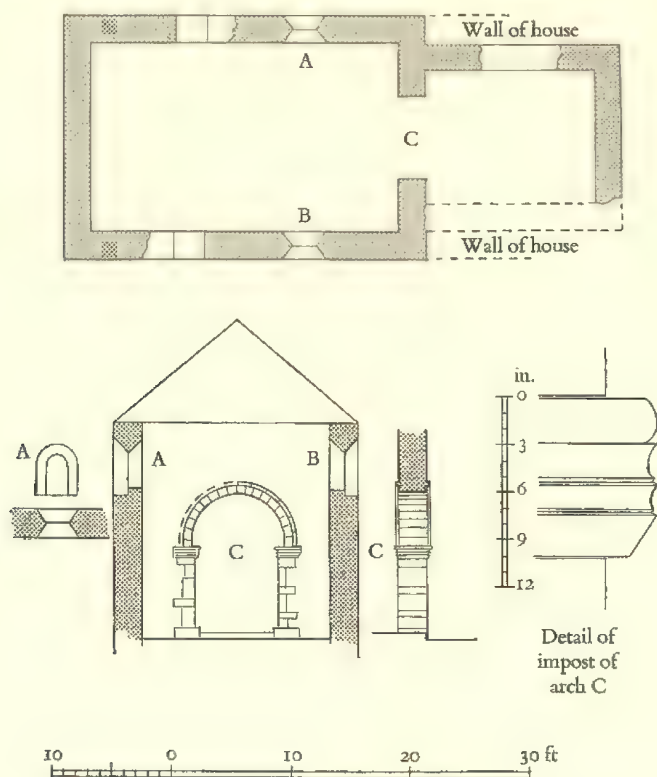 Wall of house
A
C
B
Wall of house
in.
0
3
6
9
12
A
A
B
C
C
Detail of
impost of
arch C
10 0 10 20 30 ft